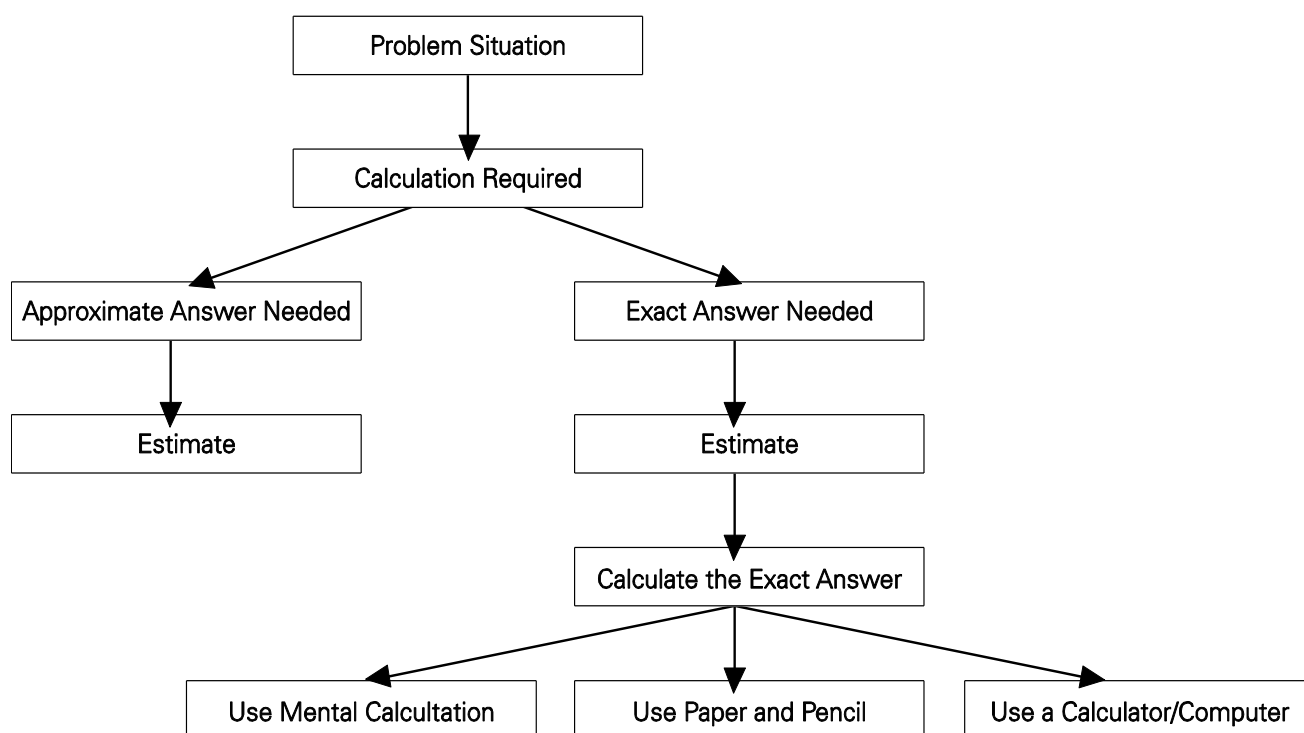 Problem Situation
Calculation Required
Approximate Answer Needed
Exact Answer Needed
Estimate
Estimate
Calculate the Exact Answer
Use Mental Calcultation
Use Paper and Pencil
Use a Calculator/Computer